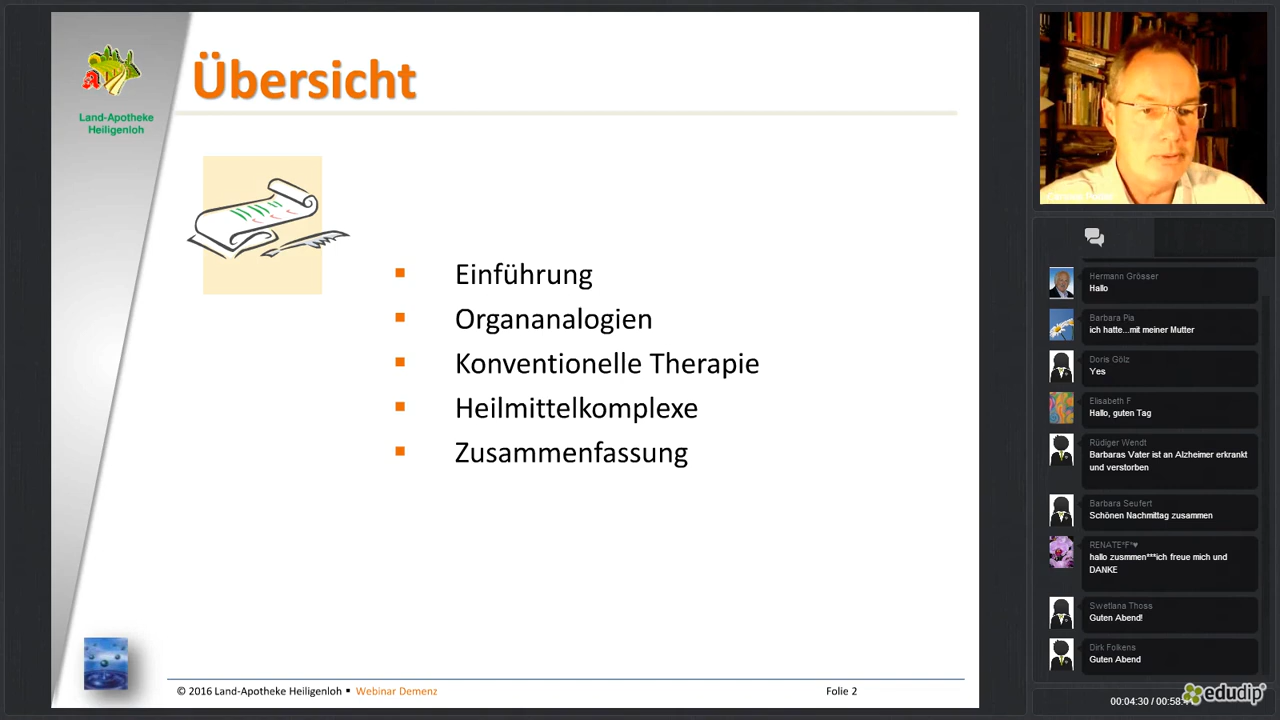 Übersicht
Land-Apotheke
Heiligenloh
Einführung
Organanalogien
Konventionelle Therapie
Heilmittelkomplexe
Zusammenfassung
© 2016 Land-Apotheke Heiligenloh ▪ Webinar Demenz
Folie 2
Hermann Grösser
Hallo
Barbara Pia
ich hatte...mit meiner Mutter
Doris Gölz
Yes
Elisabeth F
Hallo, guten Tag
Rüdiger Wendt
Barbaras Vater ist an Alzheimer erkrankt
und verstorben
Barbara Seufert
Schönen Nachmittag zusammen
RENATE*F*♥
hallo zusmmen***ich freue mich und
DANKE
Swetlana Thoss
Guten Abend!
Dirk Folkens
Guten Abend
00:04:30 / 00:58:
edudip